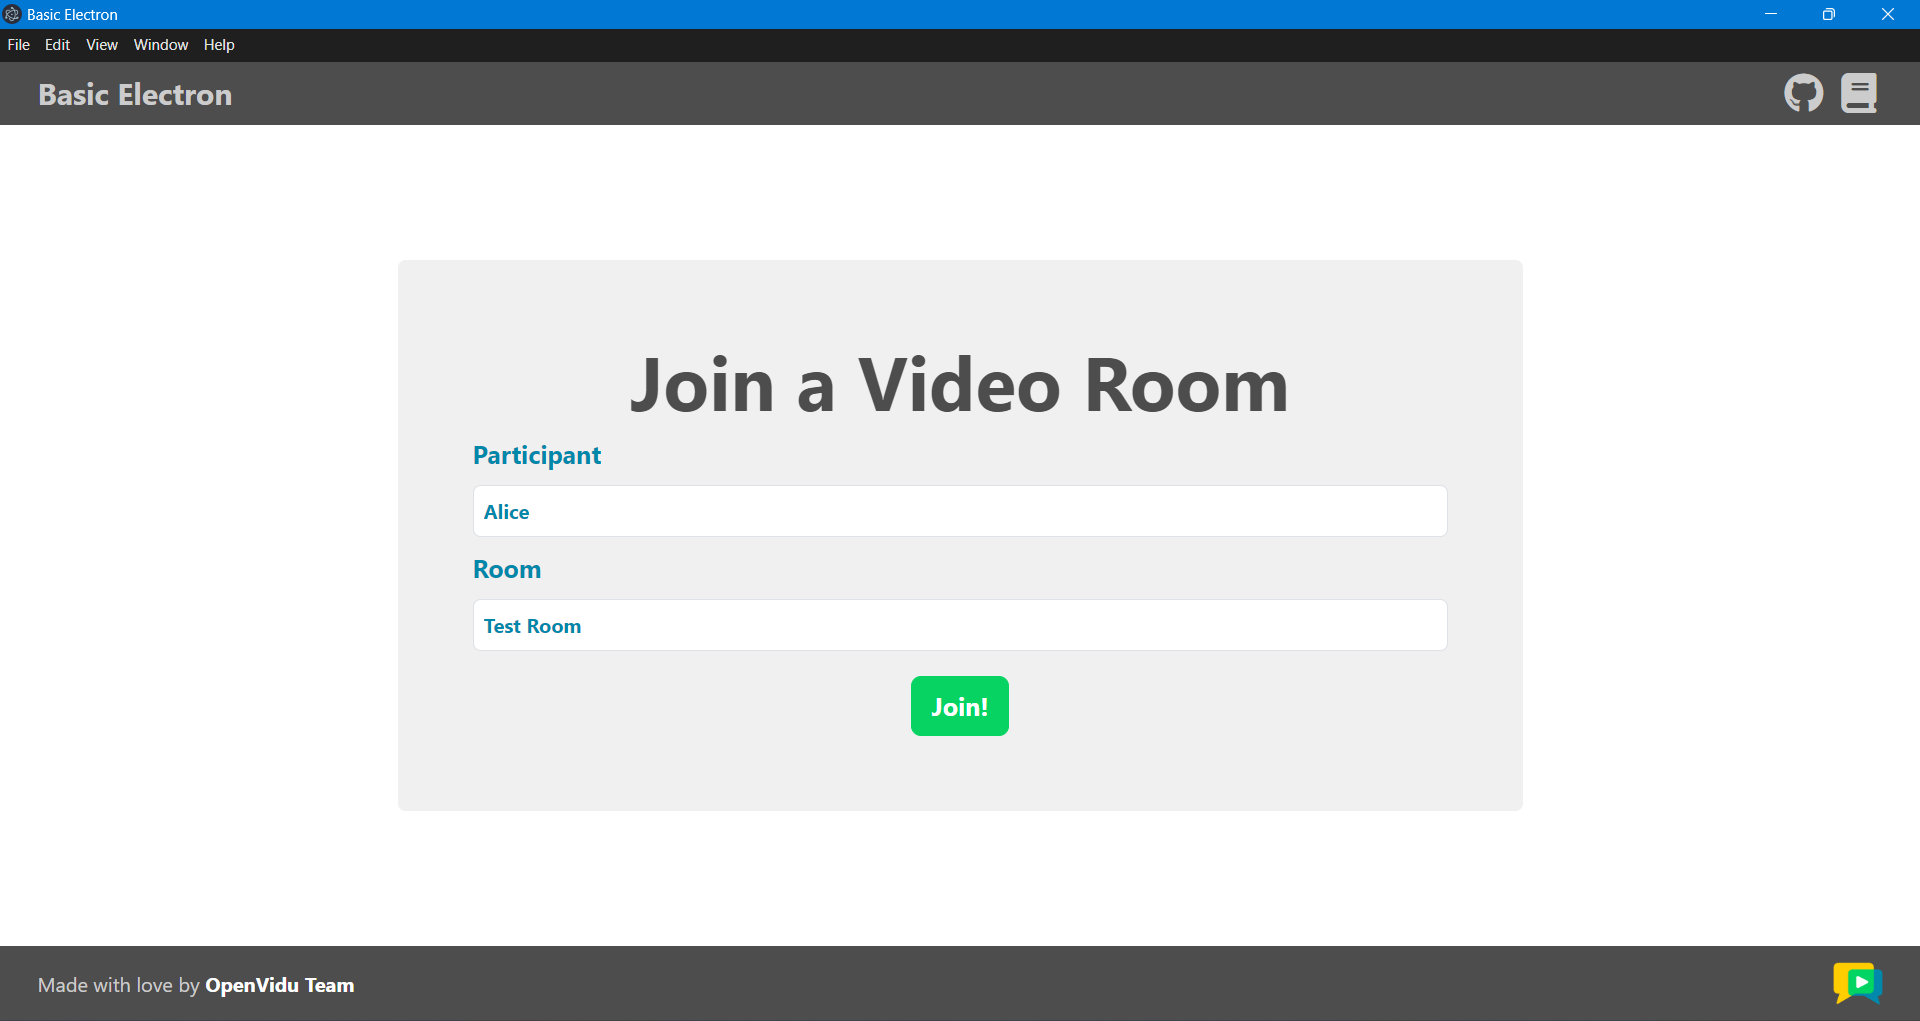 Basic Electron
File Edit View Window Help
Basic Electron
Join a Video Room
Participant
Alice
Room
Test Room
Join!
Made with love by OpenVidu Team